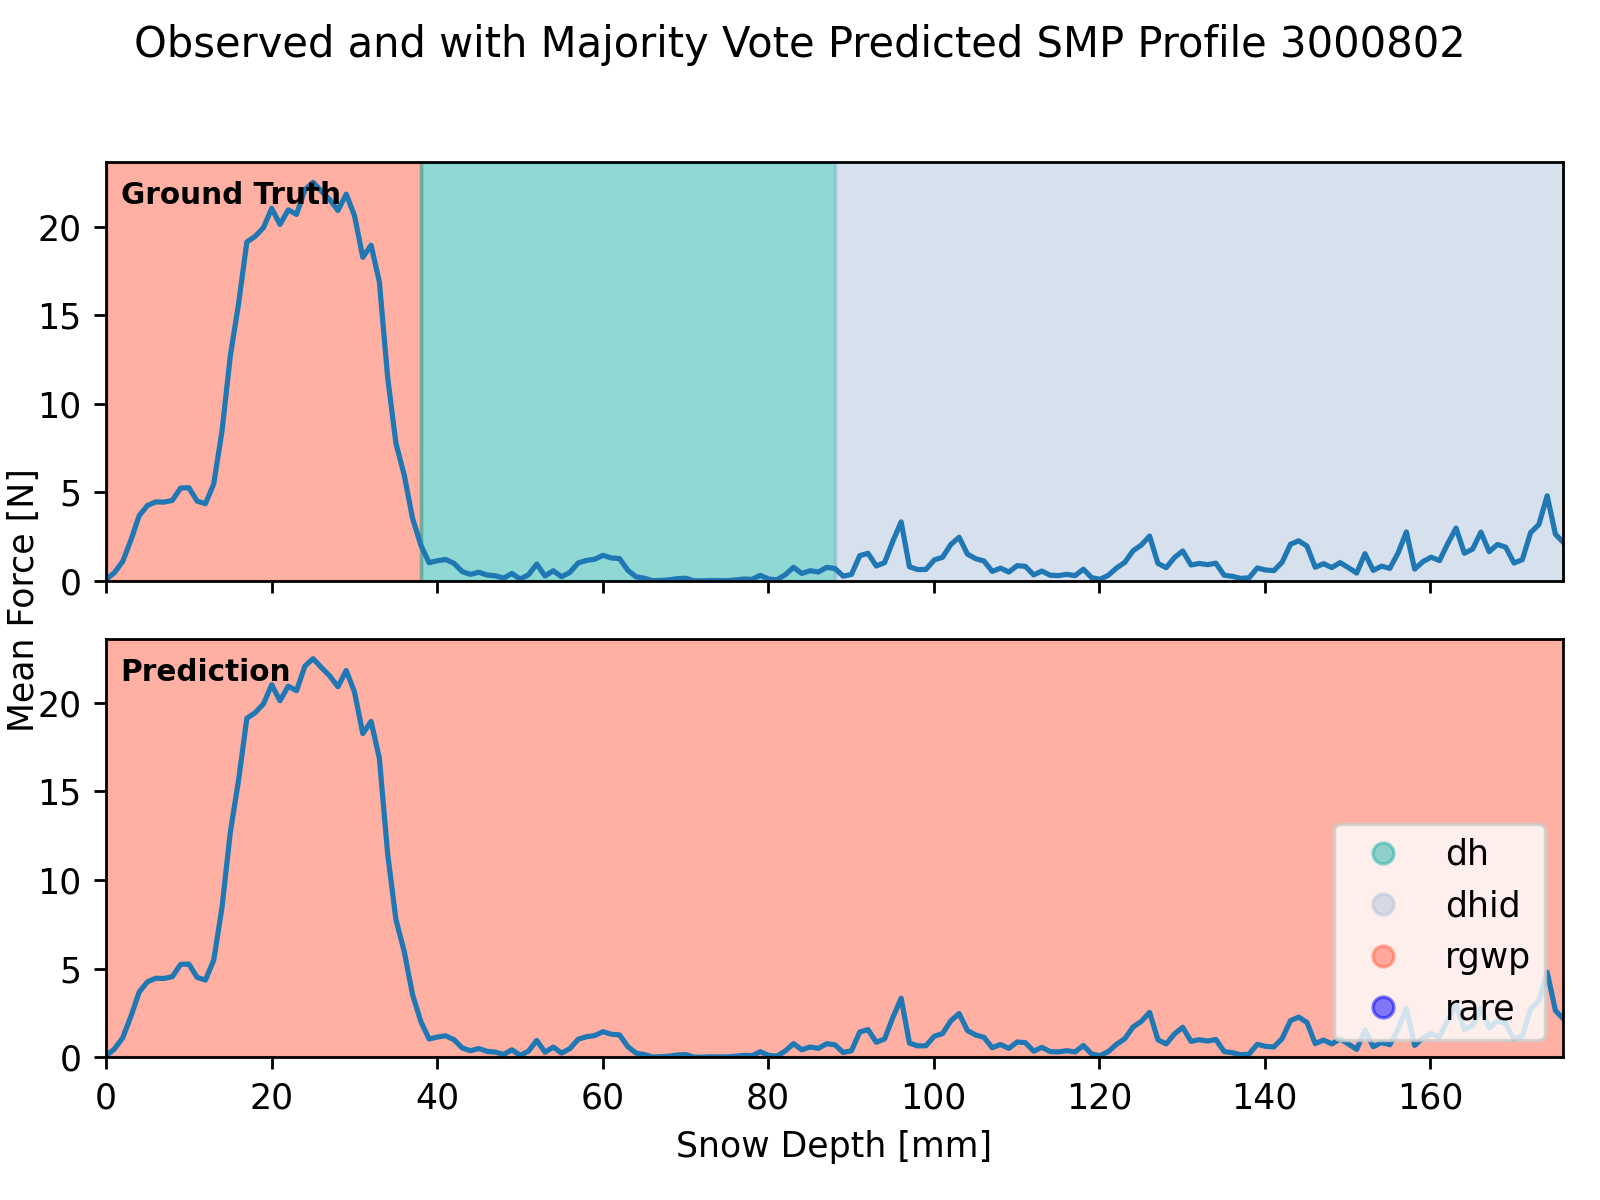 Observed and with Majority Vote Predicted SMP Profile 3000802
Ground Truth
20
15
10
5
0
0
20
40
60
80
100
120
140
160
Mean Force [N]
Prediction
20
15
10
5
0
dh
dhid
rgwp
rare
Snow Depth [mm]